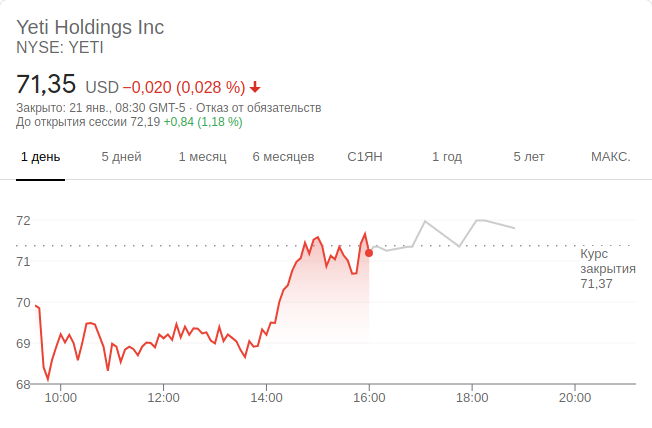 Yeti Holdings Inc
NYSE: YETI
71,35 USD −0,020 (0,028 %)
Закрыто: 21 янв., 08:30 GMT-5 · Отказ от обязательств
До открытия сессии 72,19 +0,84 (1,18 %)
1 день 5 дней 1 месяц 6 месяцев С1ЯН 1 год 5 лет МАКС.
72
71
70
69
68
Курс
закрытия
71,37
10:00 12:00 14:00 16:00 18:00 20:00